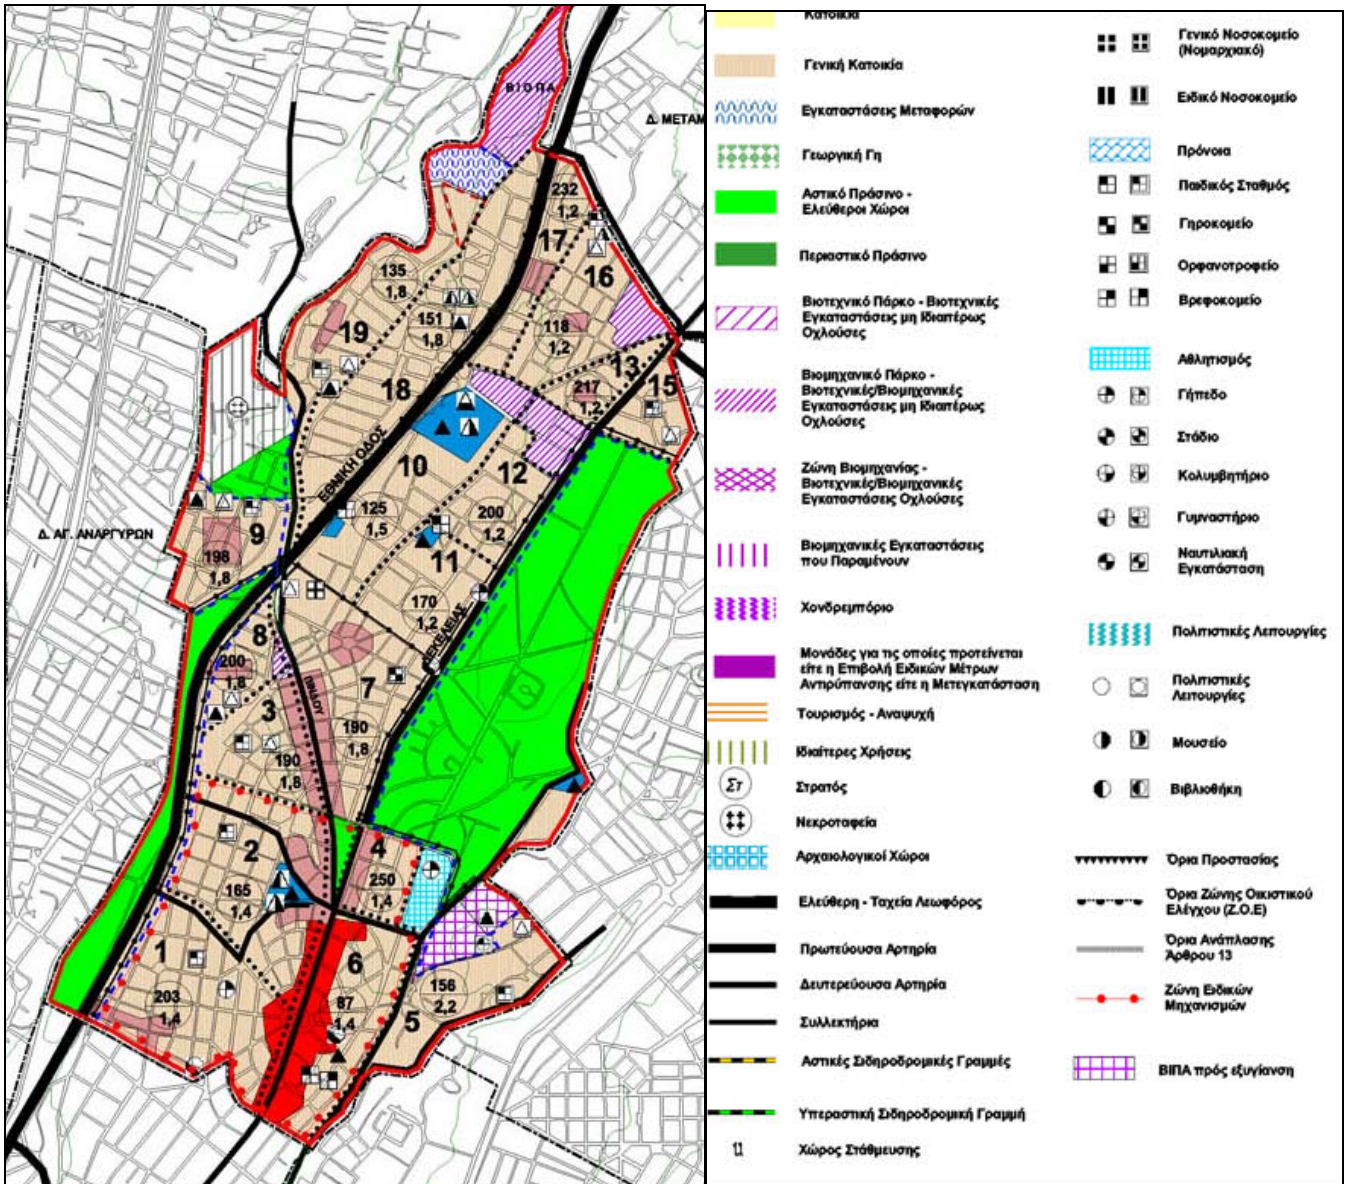 ΒΙΟΠΑ
Δ. ΜΕΤΑΜ
232
1,2
17
16
135
1,8
151
1,8
118
1,2
19
13
15
18
217
1,2
ΕΘΝΙΚΗ ΟΔΟΣ
10
12
125
1,5
200
1,2
Δ. ΑΓ. ΑΝΑΡΓΥΡΩΝ
9
198
1,8
11
170
1,2
ΔΕΚΕΛΕΙΑΣ
8
200
1,8
7
ΠΙΝΔΟΥ
3
190
1,8
190
1,8
2
4
165
1,4
250
1,4
1
6
203
1,4
87
1,4
156
2,2
5
Κατοικία
Γενική Κατοικία
Εγκαταστάσεις Μεταφορών
Γεωργική Γη
Αστικό Πράσινο -
Ελεύθεροι Χώροι
Περιαστικό Πράσινο
Βιοτεχνικό Πάρκο - Βιοτεχνικές
Εγκαταστάσεις μη Ιδιαιτέρως
Οχλούσες
Βιομηχανικό Πάρκο -
Βιοτεχνικές/Βιομηχανικές
Εγκαταστάσεις μη Ιδιαιτέρως
Οχλούσες
Ζώνη Βιομηχανίας -
Βιοτεχνικές/Βιομηχανικές
Εγκαταστάσεις Οχλούσες
Βιομηχανικές Εγκαταστάσεις
που Παραμένουν
Χονδρεμπόριο
Μονάδες για τις οποίες προτείνεται
είτε η Επιβολή Ειδικών Μέτρων
Αντιρύπανσης είτε η Μετεγκατάσταση
Τουρισμός - Αναψυχή
Ιδιαίτερες Χρήσεις
Στ Στρατός
Νεκροταφεία
Αρχαιολογικοί Χώροι
Ελεύθερη - Ταχεία Λεωφόρος
Πρωτεύουσα Αρτηρία
Δευτερεύουσα Αρτηρία
Συλλεκτήρια
Αστικές Σιδηροδρομικές Γραμμές
Υπεραστική Σιδηροδρομική Γραμμή
Χώρος Στάθμευσης
Γενικό Νοσοκομείο
(Νομαρχιακό)
Ειδικό Νοσοκομείο
Πρόνοια
Παιδικός Σταθμός
Γηροκομείο
Ορφανοτροφείο
Βρεφοκομείο
Αθλητισμός
Γήπεδο
Στάδιο
Κολυμβητήριο
Γυμναστήριο
Ναυτιλιακή
Εγκατάσταση
Πολιτιστικές Λειτουργίες
Πολιτιστικές
Λειτουργίες
Μουσείο
Βιβλιοθήκη
Όρια Προστασίας
Όρια Ζώνης Οικιστικού
Ελέγχου (Ζ.Ο.Ε)
Όρια Ανάπλασης
Άρθρου 13
Ζώνη Ειδικών
Μηχανισμών
ΒΙΠΑ πρός εξυγίανση